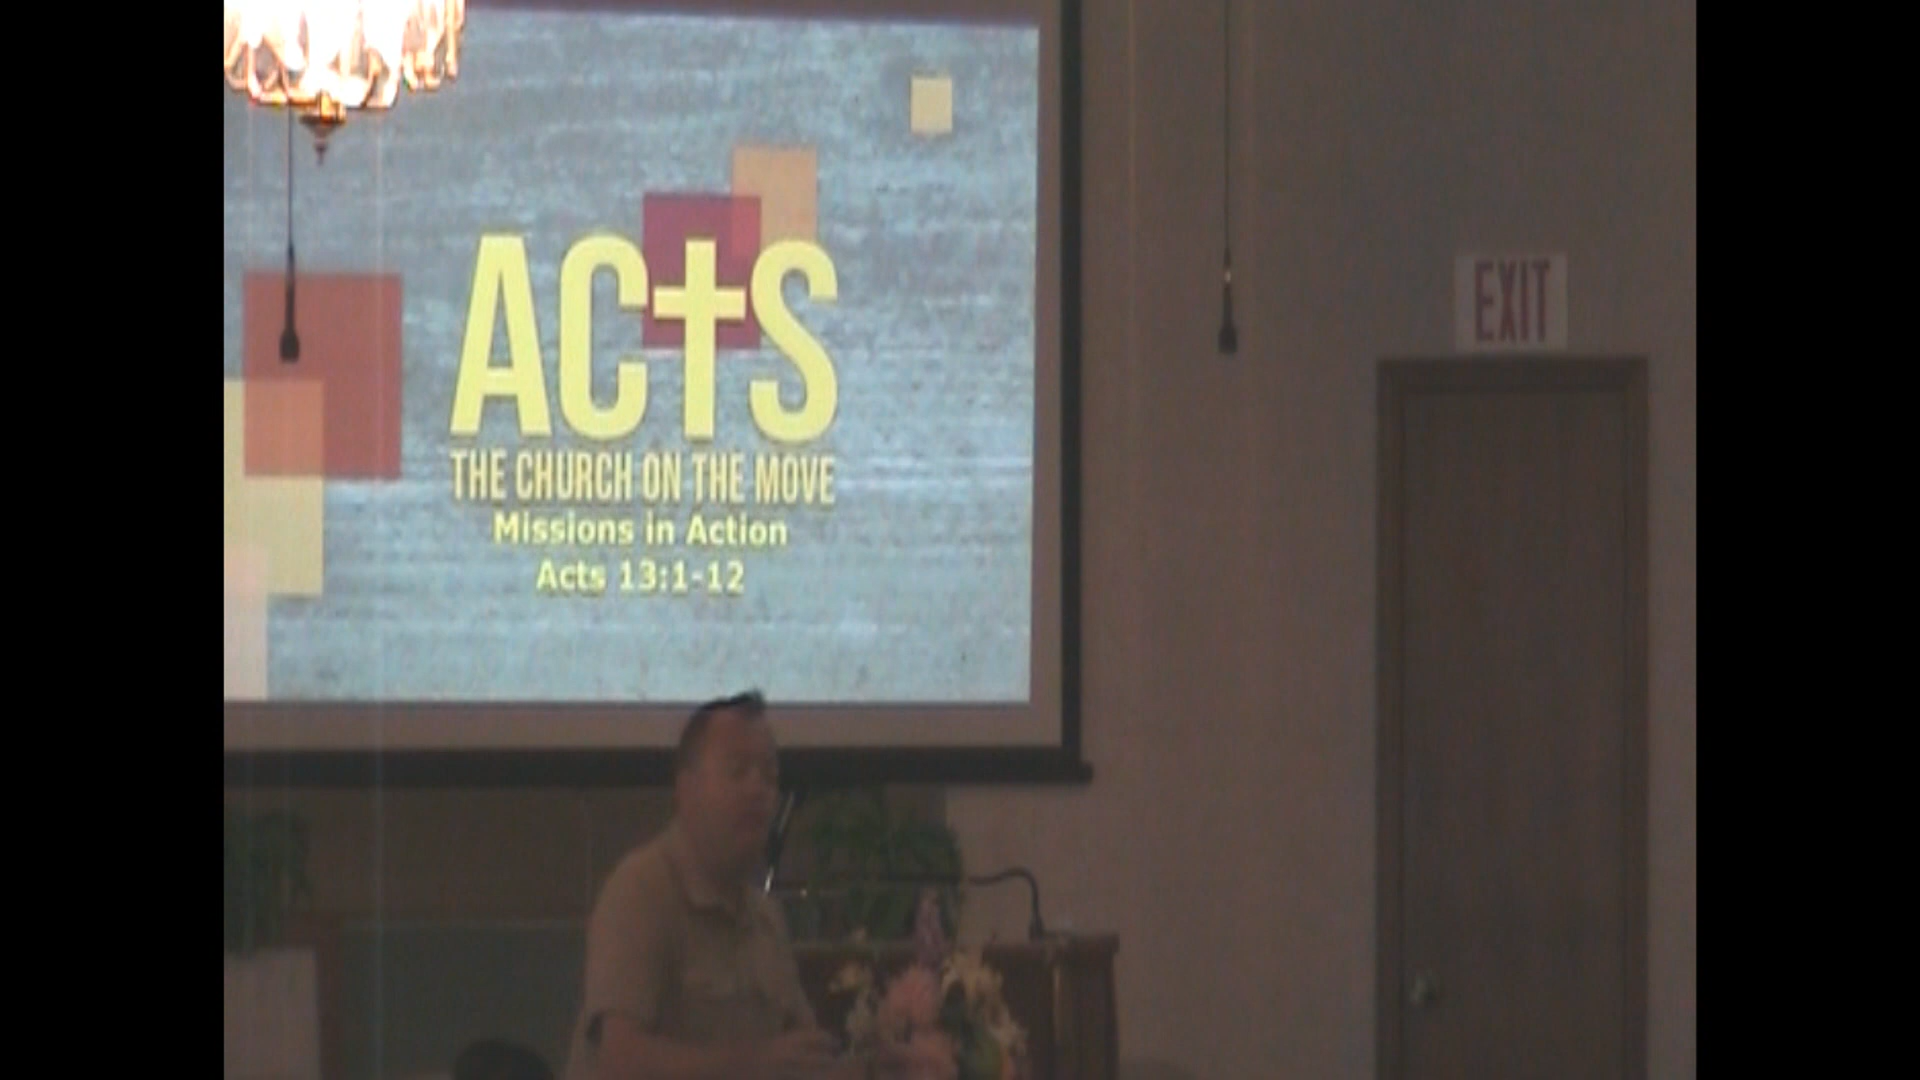 ACtS
THE CHURCH ON THE MOVE
Missions in Action
Acts 13:1-12
EXIT